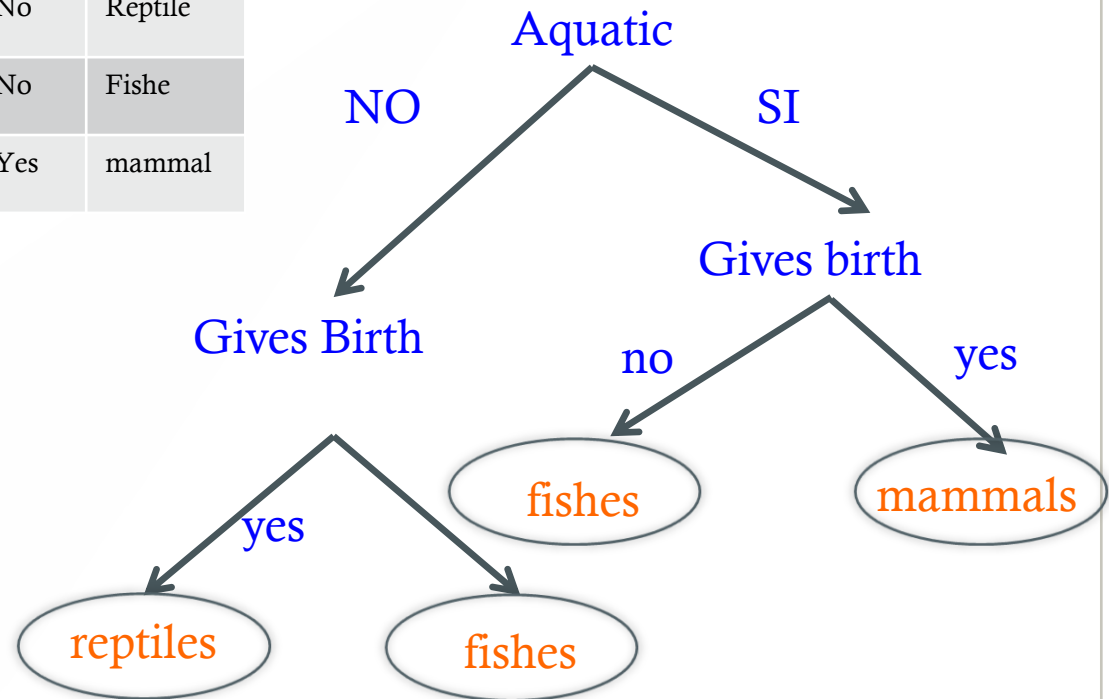 No Reptile
No Fishe
Yes mammal
Aquatic
NO SI
Gives birth
Gives Birth
no yes
fishes mammals
yes
reptiles fishes